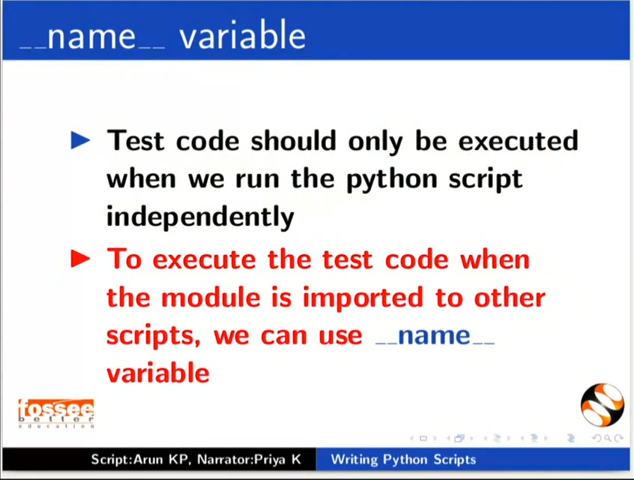 __name__ variable
Test code should only be executed
when we run the python script
independently
To execute the test code when
the module is imported to other
scripts, we can use __name__
variable
fossee
better
education
Script:Arun KP, Narrator:Priya K
Writing Python Scripts